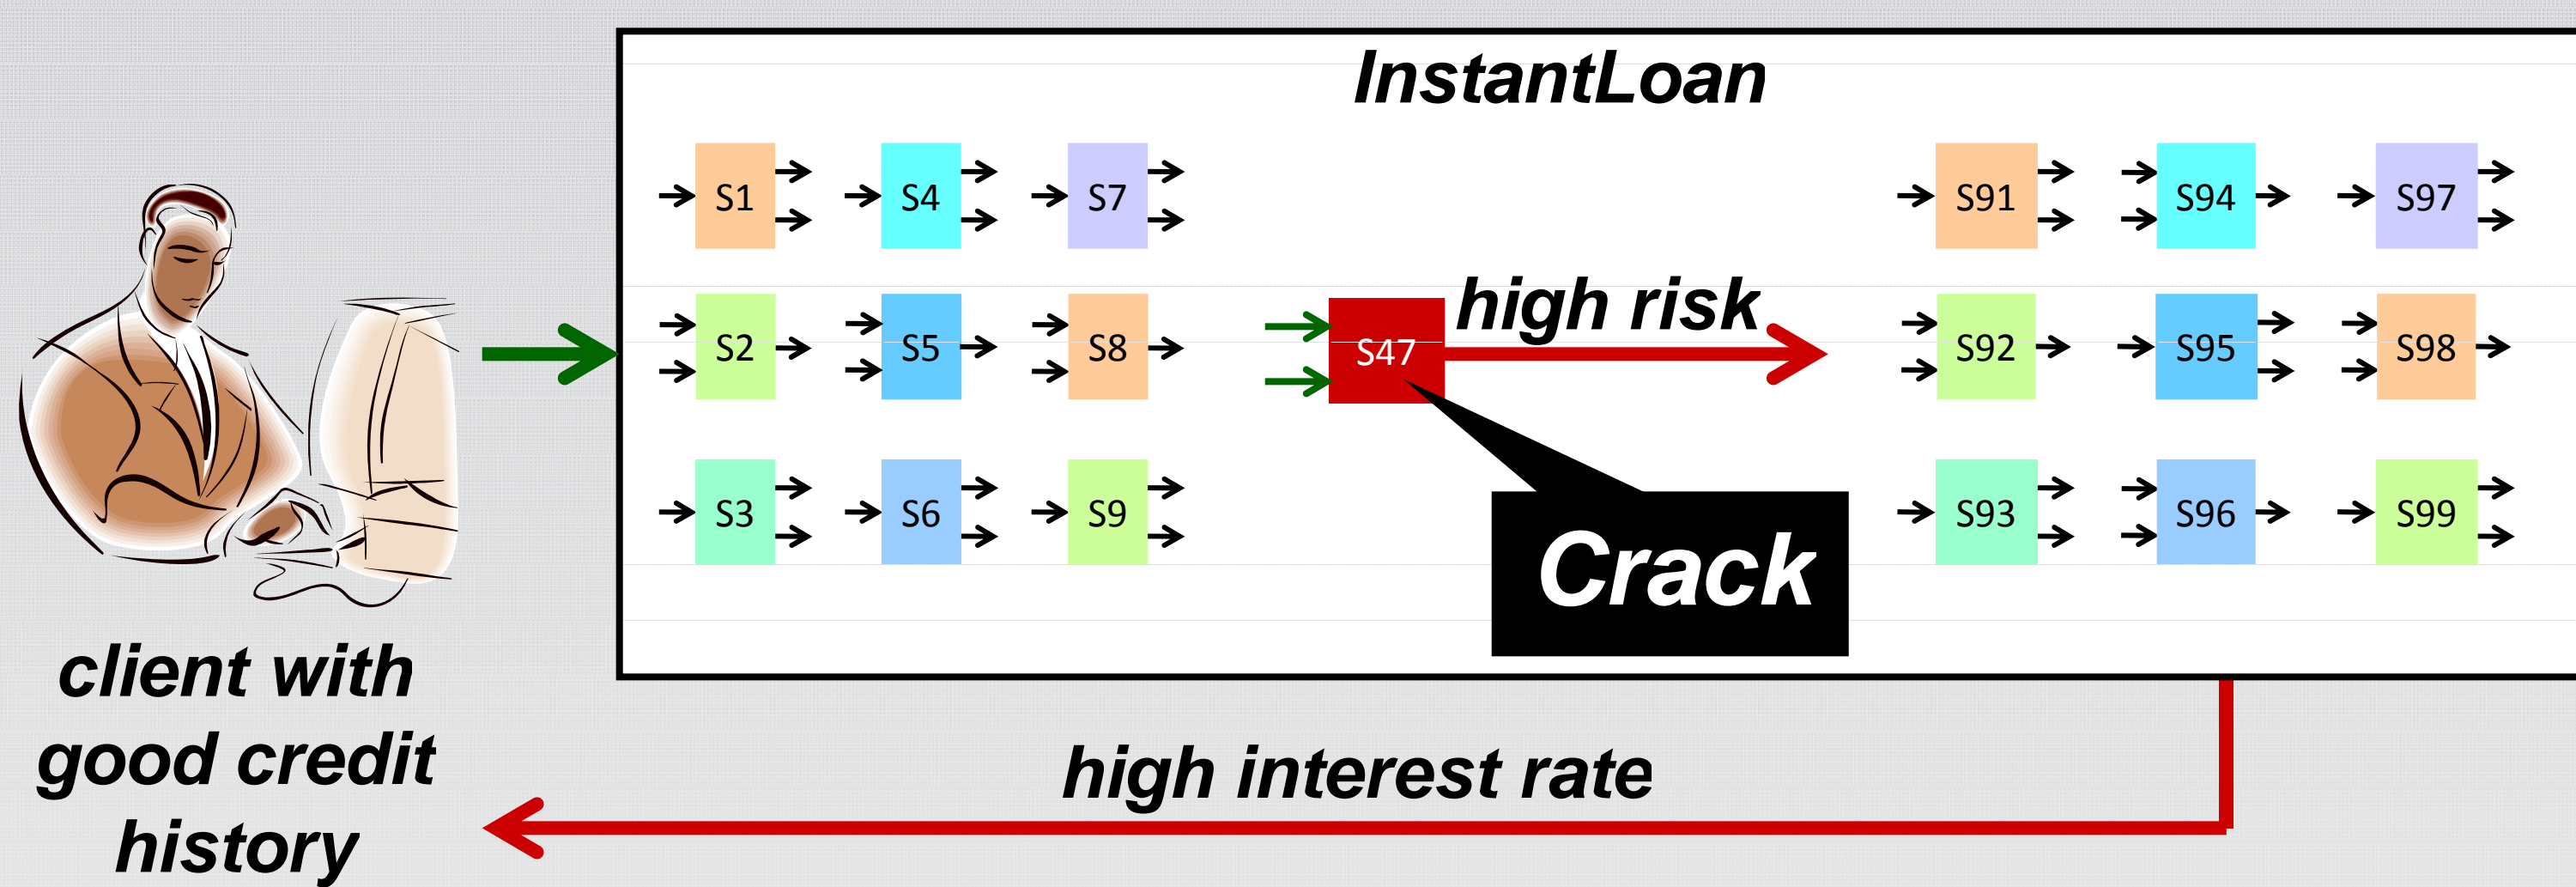 InstantLoan
S1
S4
S7
S91
S94
S97
high risk
S2
S5
S8
S47
S92
S95
S98
S3
S6
S9
Crack
S93
S96
S99
client with
good credit
history
high interest rate